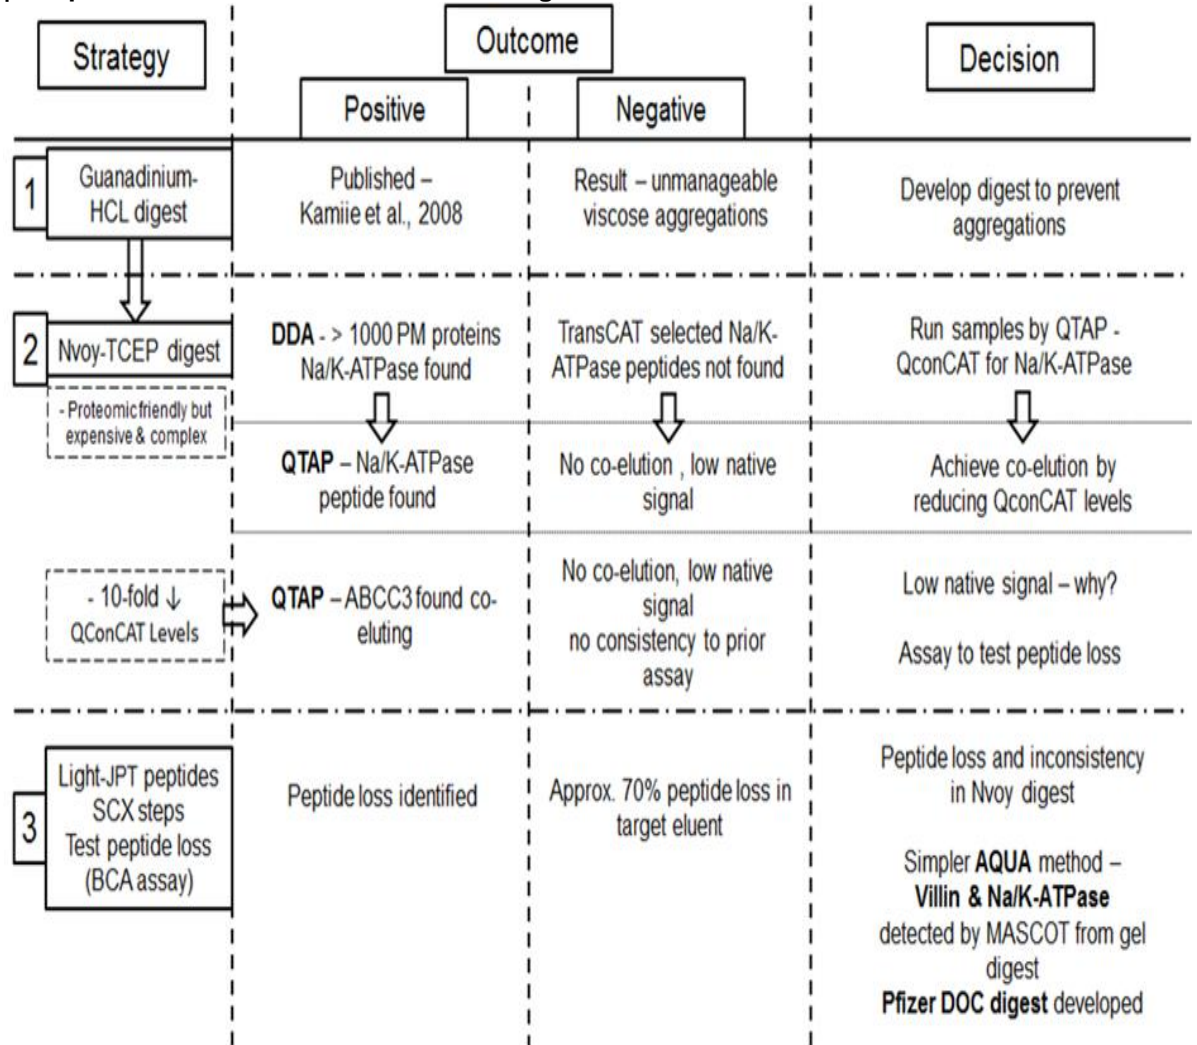 Strategy
Outcome
Decision
Positive
Negative
1
Guanadinium-
HCL digest
Published –
Kamiie et al., 2008
Result – unmanageable
viscose aggregations
Develop digest to prevent
aggregations
2
Nvoy-TCEP digest
- Proteomic friendly but
expensive & complex
DDA - > 1000 PM proteins
Na/K-ATPase found
TransCAT selected Na/K-
ATPase peptides not found
Run samples by QTAP -
QconCAT for Na/K-ATPase
QTAP – Na/K-ATPase
peptide found
No co-elution , low native
signal
Achieve co-elution by
reducing QconCAT levels
- 10-fold ↓
QConCAT Levels
QTAP – ABCC3 found co-
eluting
No co-elution, low native
signal
no consistency to prior
assay
Low native signal – why?
Assay to test peptide loss
3
Light-JPT peptides
SCX steps
Test peptide loss
(BCA assay)
Peptide loss identified
Approx. 70% peptide loss in
target eluent
Peptide loss and inconsistency
in Nvoy digest
Simpler AQUA method –
Villin & Na/K-ATPase
detected by MASCOT from gel
digest
Pfizer DOC digest developed